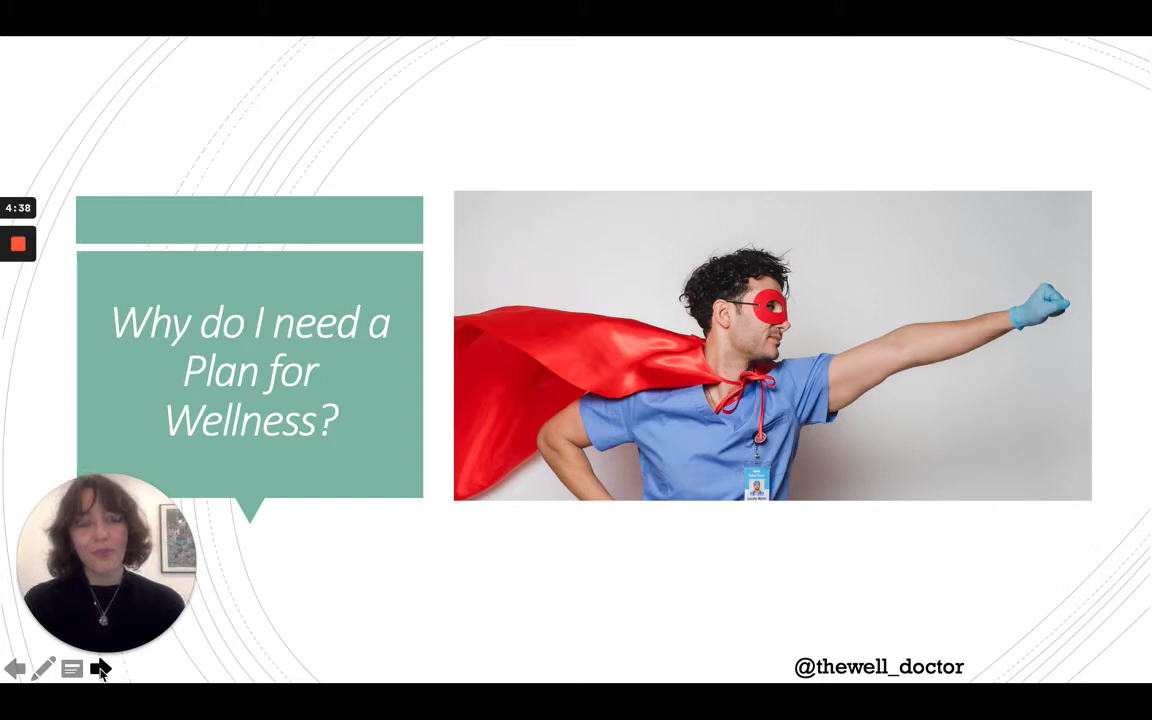 4:38
Why do I need a
Plan for
Wellness?
@thewell_doctor